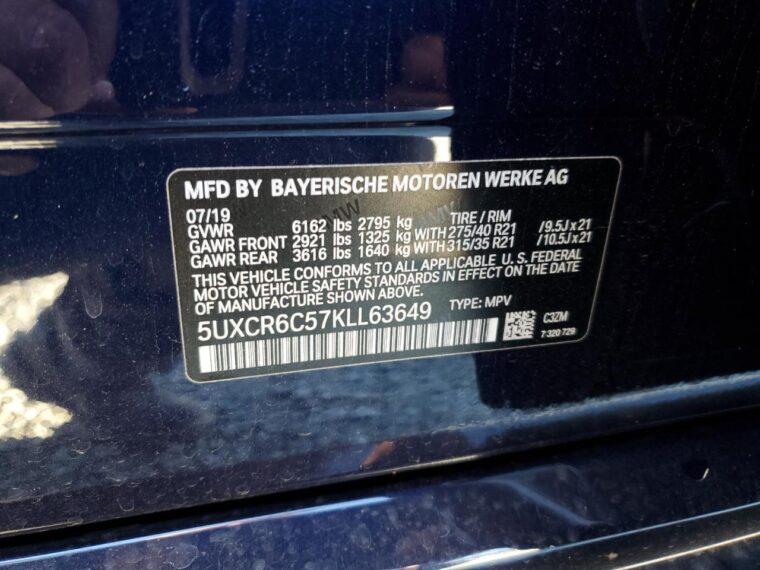 MFD BY BAYERISCHE MOTOREN WERKE AG
07/19
GVWR 6162 lbs 2795 kg TIRE / RIM
GAWR FRONT 2921 lbs 1325 kg WITH 275/40 R21 /9.5J x 21
GAWR REAR 3616 lbs 1640 kg WITH 315/35 R21 /10.5J x 21
THIS VEHICLE CONFORMS TO ALL APPLICABLE U. S. FEDERAL
MOTOR VEHICLE SAFETY STANDARDS IN EFFECT ON THE DATE
OF MANUFACTURE SHOWN ABOVE.
5UXCR6C57KLL63649 TYPE: MPV
C3ZM
7 320 729